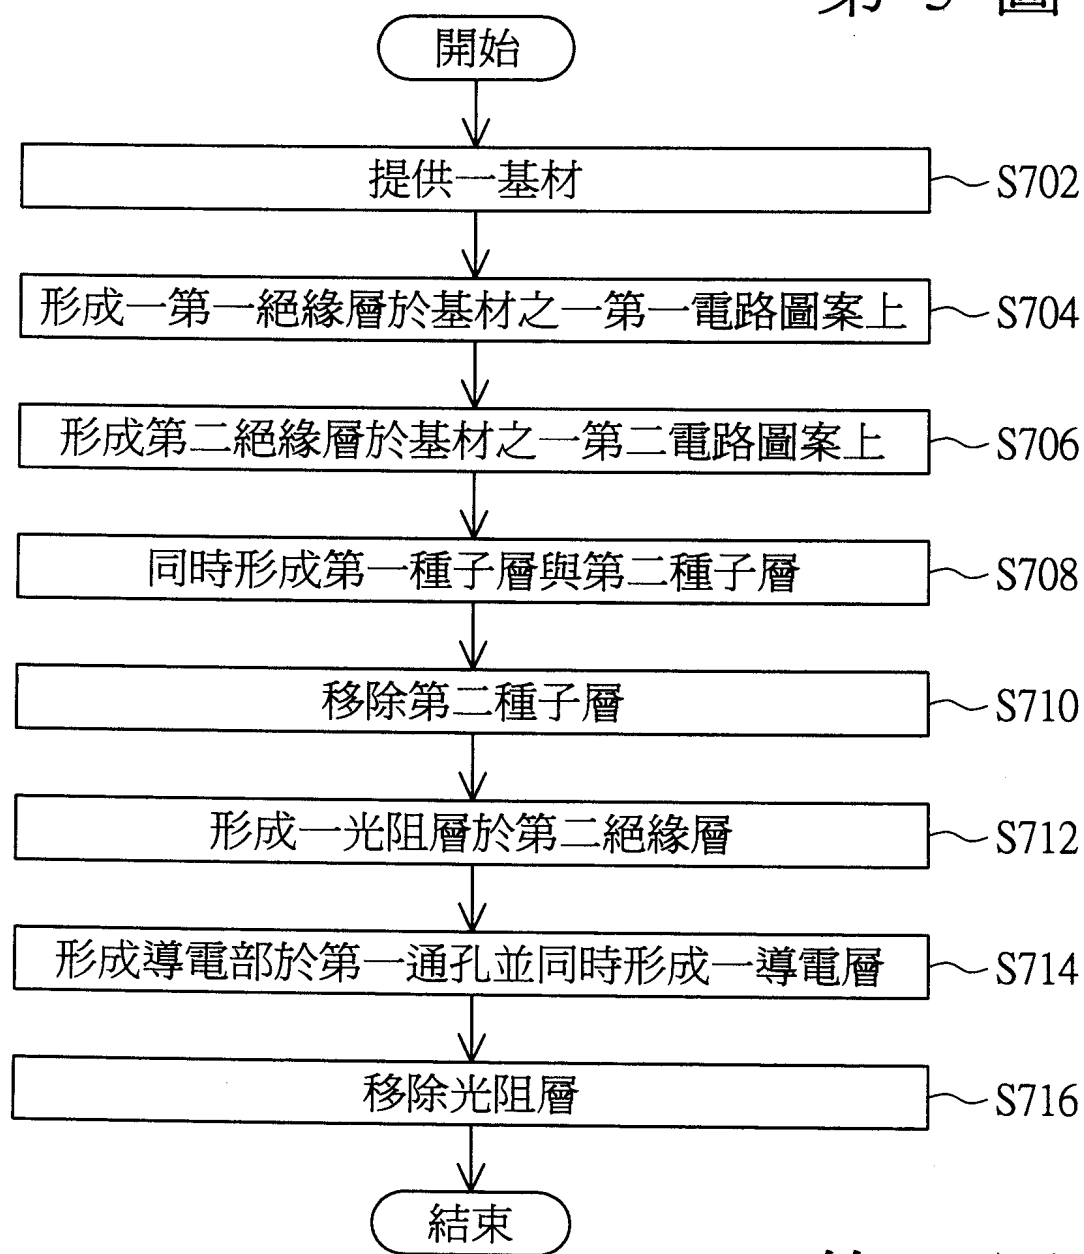 第 5 圖
開始
提供一基材
S702
形成一第一絕緣層於基材之一第一電路圖案上
S704
形成第二絕緣層於基材之一第二電路圖案上
S706
同時形成第一種子層與第二種子層
S708
移除第二種子層
S710
形成一光阻層於第二絕緣層
S712
形成導電部於第一通孔並同時形成一導電層
S714
移除光阻層
S716
結束